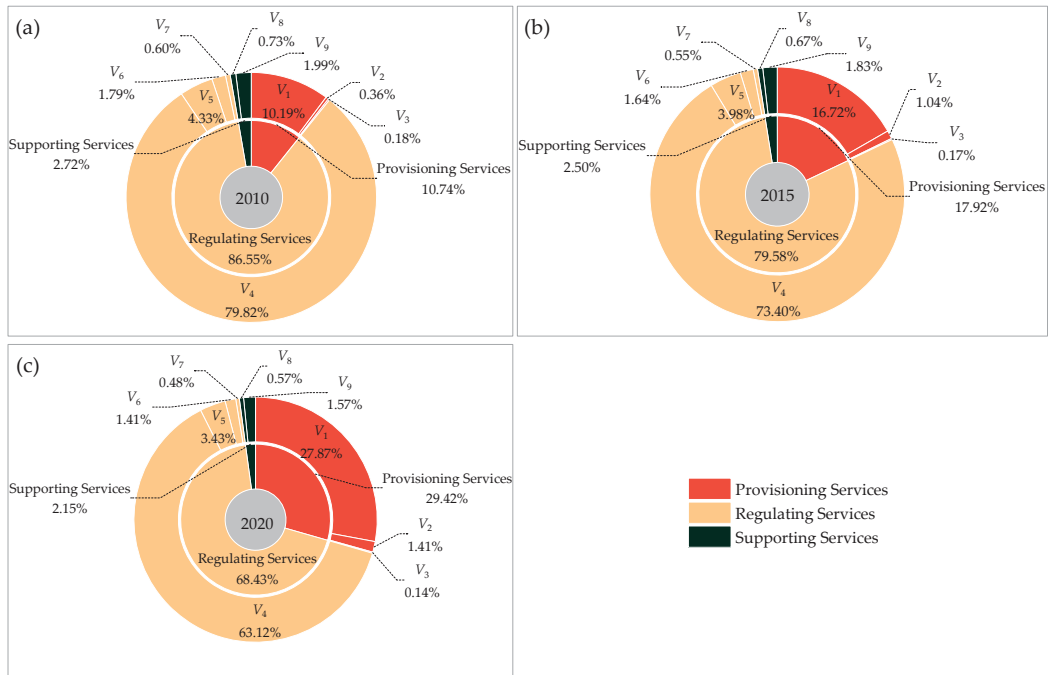 (a)
V₇
0.60%
V₈
0.73%
V₉
1.99%
V₆
1.79%
V₂
0.36%
V₅
4.33%
V₁
10.19%
V₃
0.18%
Supporting Services
2.72%
Provisioning Services
10.74%
2010
Regulating Services
86.55%
V₄
79.82%
(b)
V₇
0.55%
V₈
0.67%
V₉
1.83%
V₆
1.64%
V₂
1.04%
V₅
3.98%
V₁
16.72%
V₃
0.17%
Supporting Services
2.50%
Provisioning Services
17.92%
2015
Regulating Services
79.58%
V₄
73.40%
(c)
V₇
0.48%
V₈
0.57%
V₉
1.57%
V₆
1.41%
V₅
3.43%
V₁
27.87%
Supporting Services
2.15%
Provisioning Services
29.42%
2020
V₂
1.41%
V₃
0.14%
Regulating Services
68.43%
V₄
63.12%
Provisioning Services
Regulating Services
Supporting Services